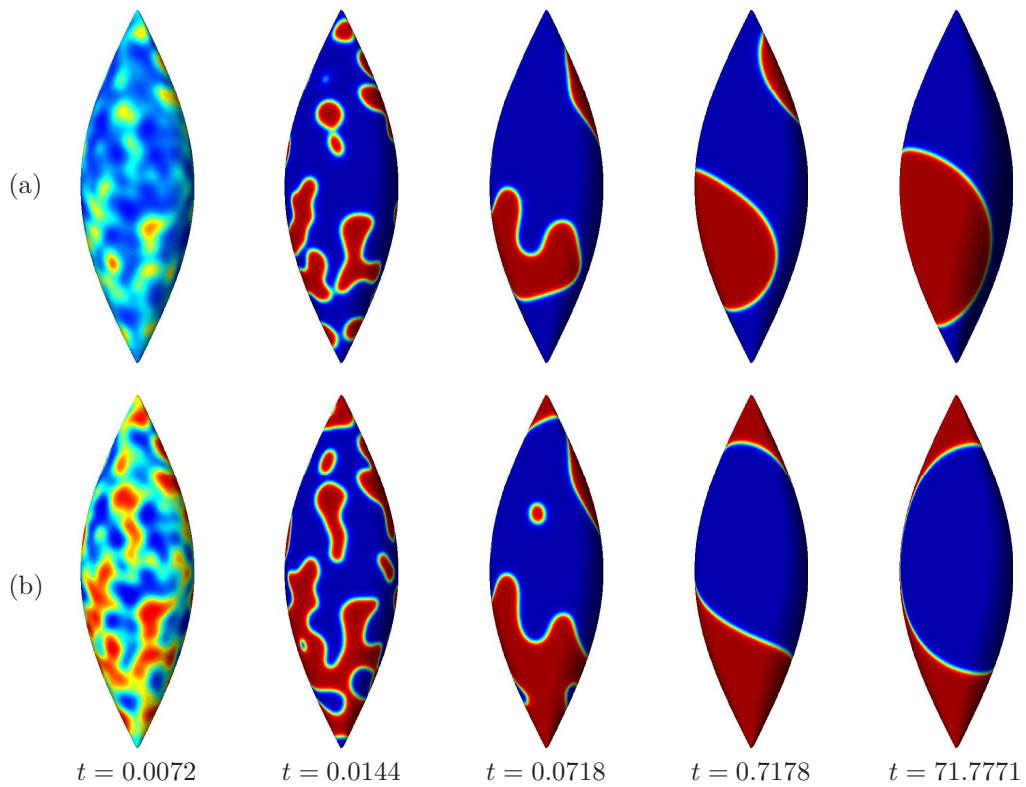 (a)
(b)
t = 0.0072 t = 0.0144 t = 0.0718 t = 0.7178 t = 71.7771